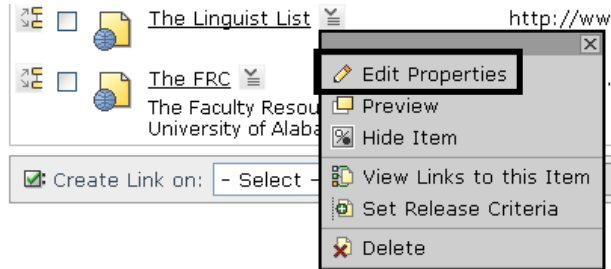 The Linguist List http://ww
Edit Properties
The FRC
Preview
The Faculty Resou
University of Alaba
Hide Item
Create Link on: - Select -
View Links to this Item
Set Release Criteria
Delete